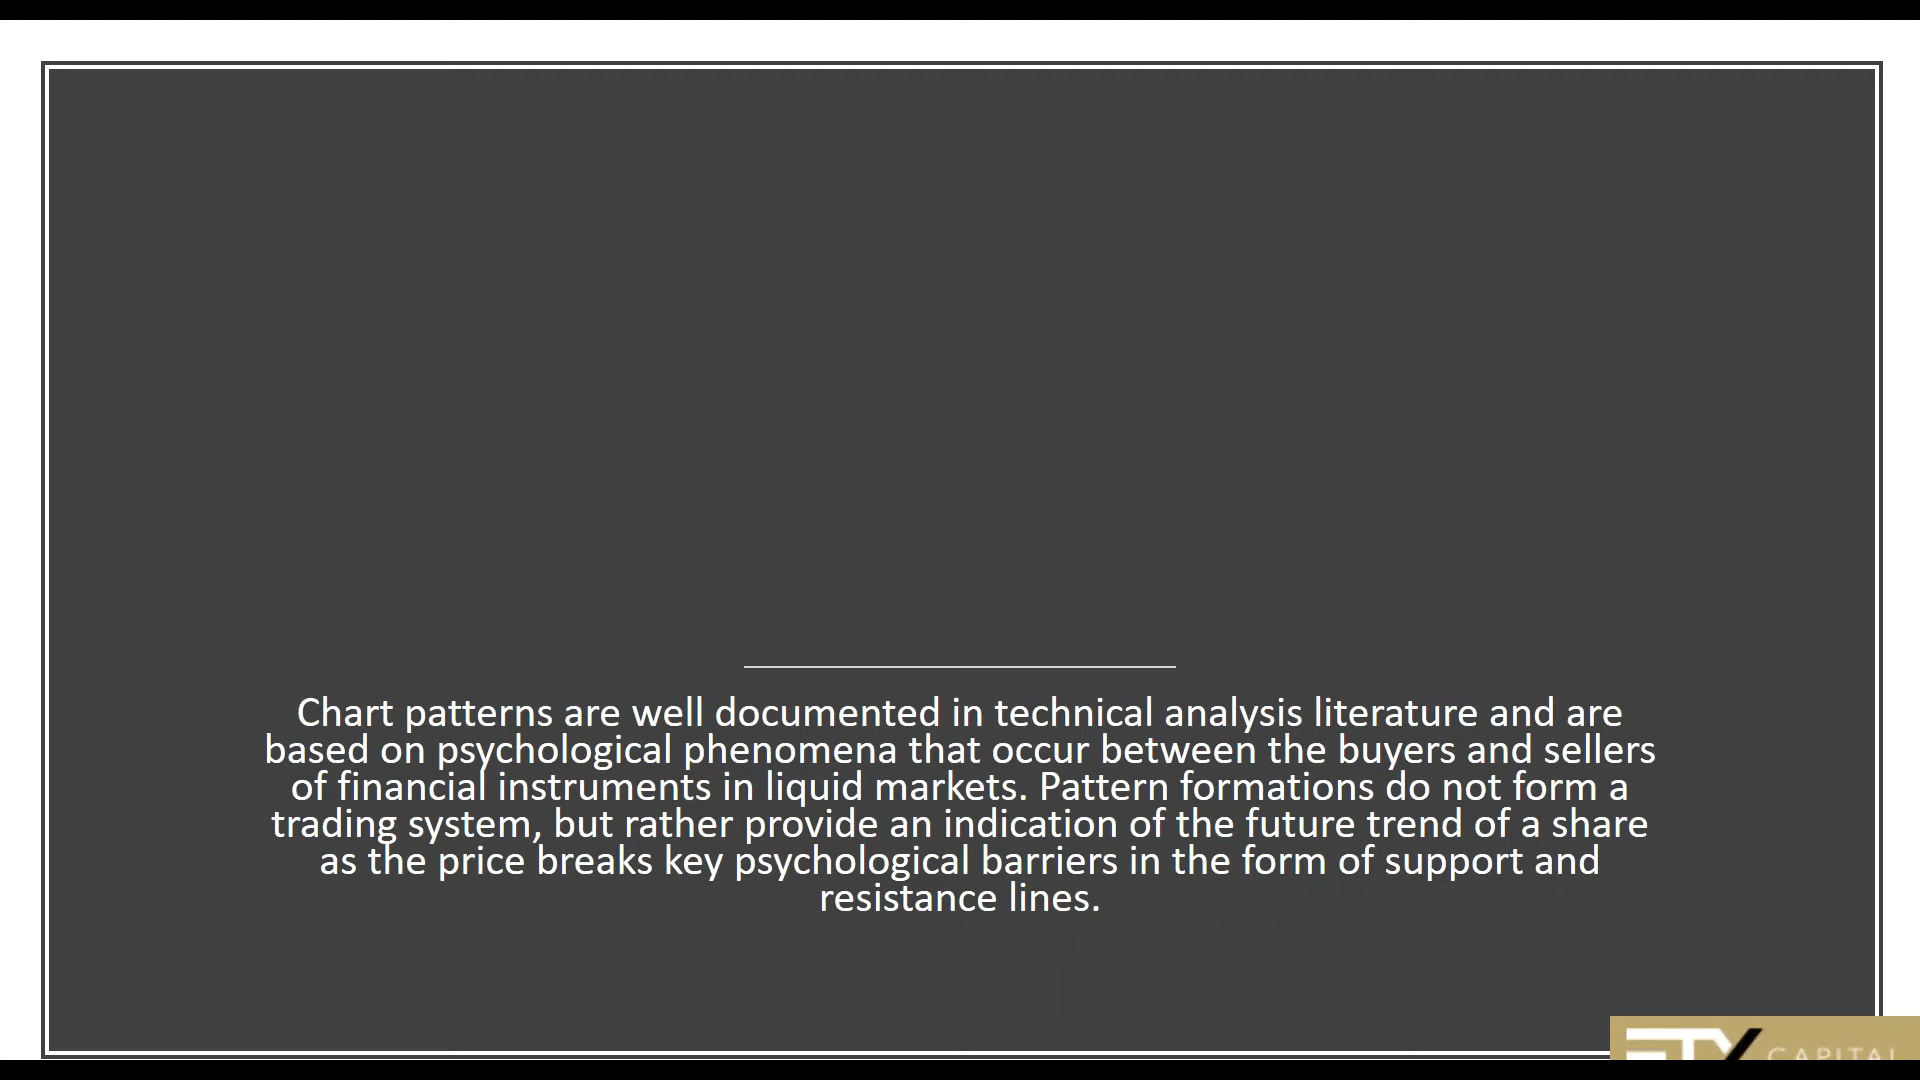 Chart patterns are well documented in technical analysis literature and are
based on psychological phenomena that occur between the buyers and sellers
of financial instruments in liquid markets. Pattern formations do not form a
trading system, but rather provide an indication of the future trend of a share
as the price breaks key psychological barriers in the form of support and
resistance lines.
CAPITAL